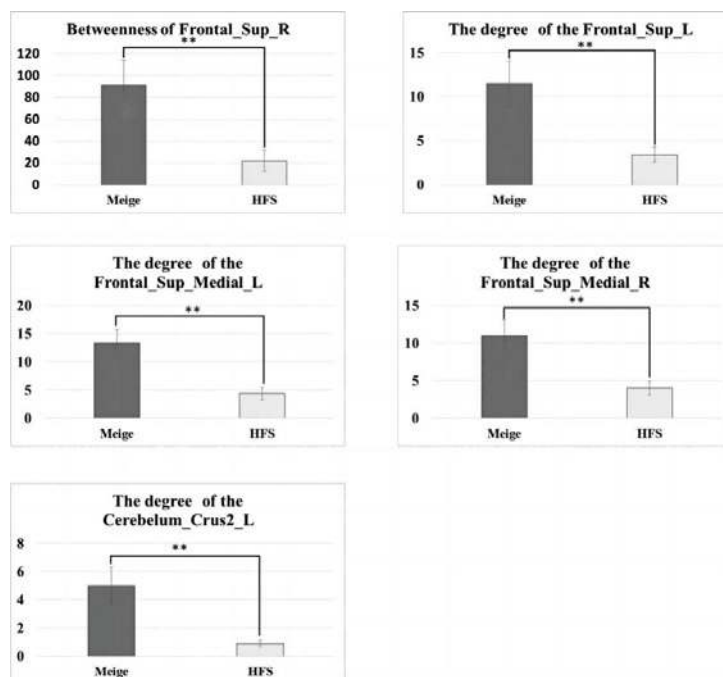 Betweenness of Frontal_Sup_R
**
120
100
80
60
40
20
0
Meige HFS
The degree of the Frontal_Sup_L
**
15
10
5
0
Meige HFS
The degree of the
Frontal_Sup_Medial_L
**
20
15
10
5
0
Meige HFS
The degree of the
Frontal_Sup_Medial_R
**
15
10
5
0
Meige HFS
The degree of the
Cerebelum_Crus2_L
**
8
6
4
2
0
Meige HFS